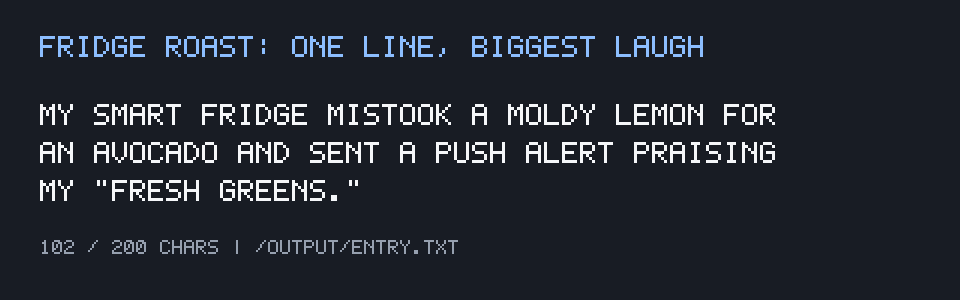 FRIDGE ROAST: ONE LINE, BIGGEST LAUGH
MY SMART FRIDGE MISTOOK A MOLDY LEMON FOR
AN AVOCADO AND SENT A PUSH ALERT PRAISING
MY "FRESH GREENS."
102 / 200 CHARS | /OUTPUT/ENTRY.TXT